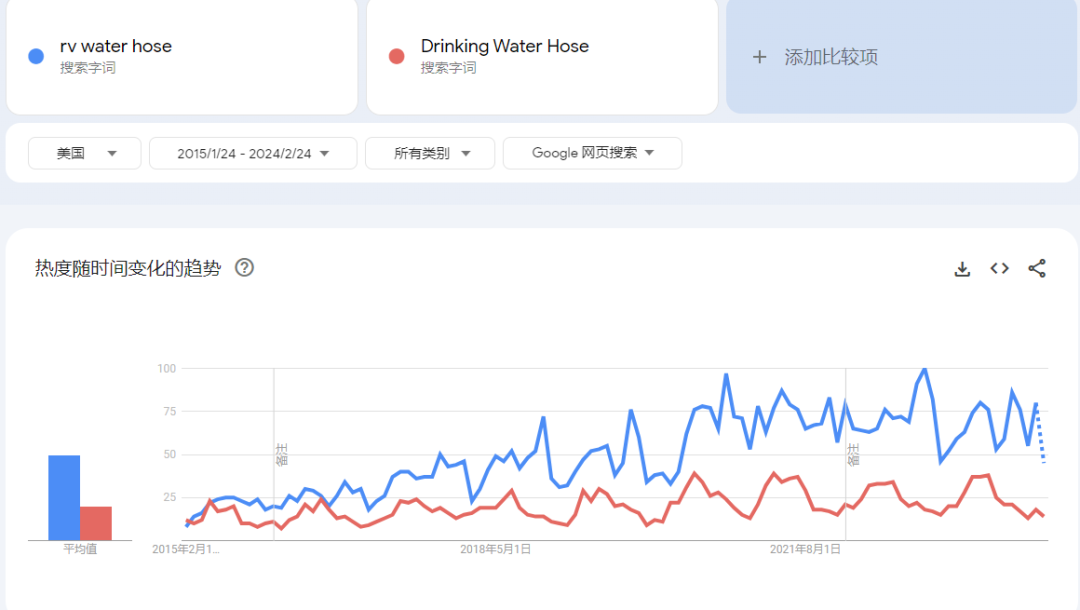 rv water hose
搜索字词
Drinking Water Hose
搜索字词
+ 添加比较项
美国
2015/1/24 - 2024/2/24
所有类别
Google 网页搜索
热度随时间变化的趋势
100
75
50
25
备注
备注
平均值
2015年2月1...
2018年5月1日
2021年8月1日